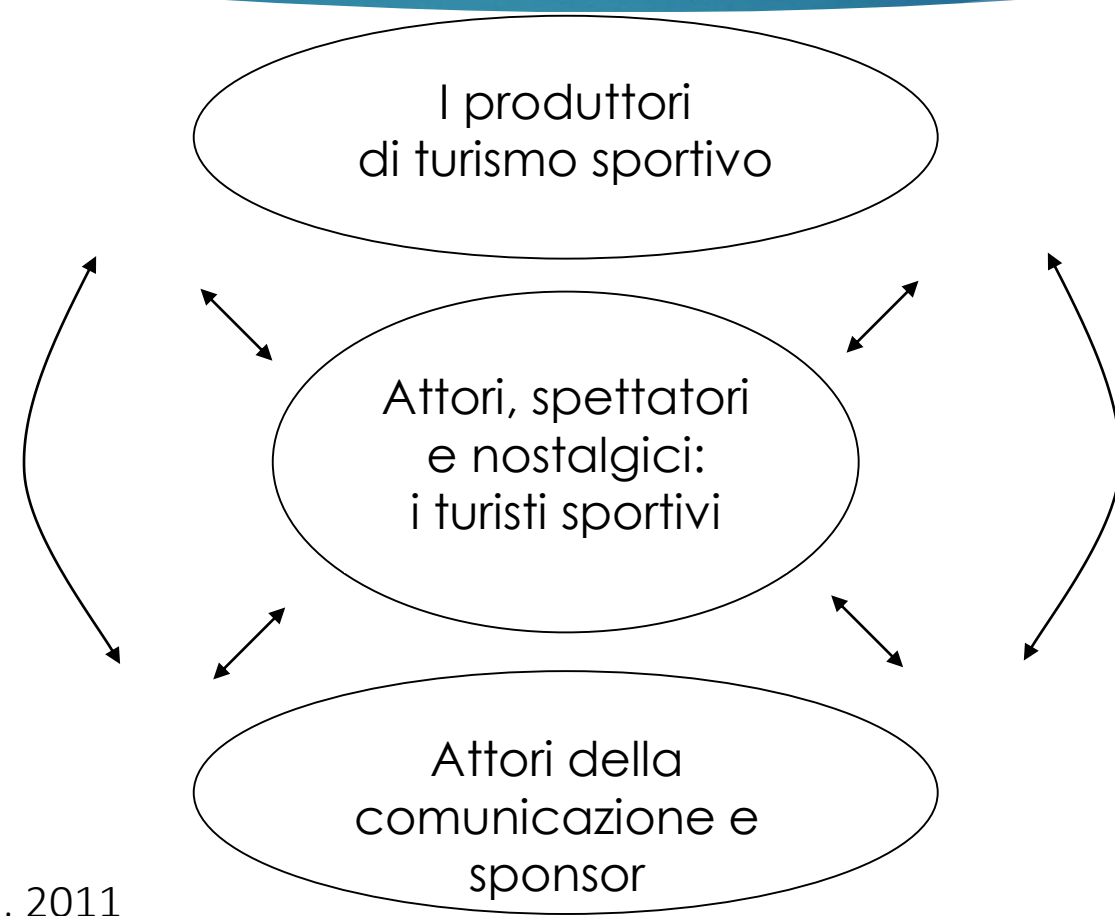 I produttori
di turismo sportivo
Attori, spettatori
e nostalgici:
i turisti sportivi
Attori della
comunicazione e
sponsor
. 2011